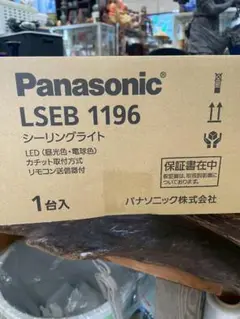 Panasonic
LSEB 1196
シーリングライト
LED（昼光色・電球色）
カチット取付方式
リモコン送信器付
保証書在中
1台入
パナソニック株式会社